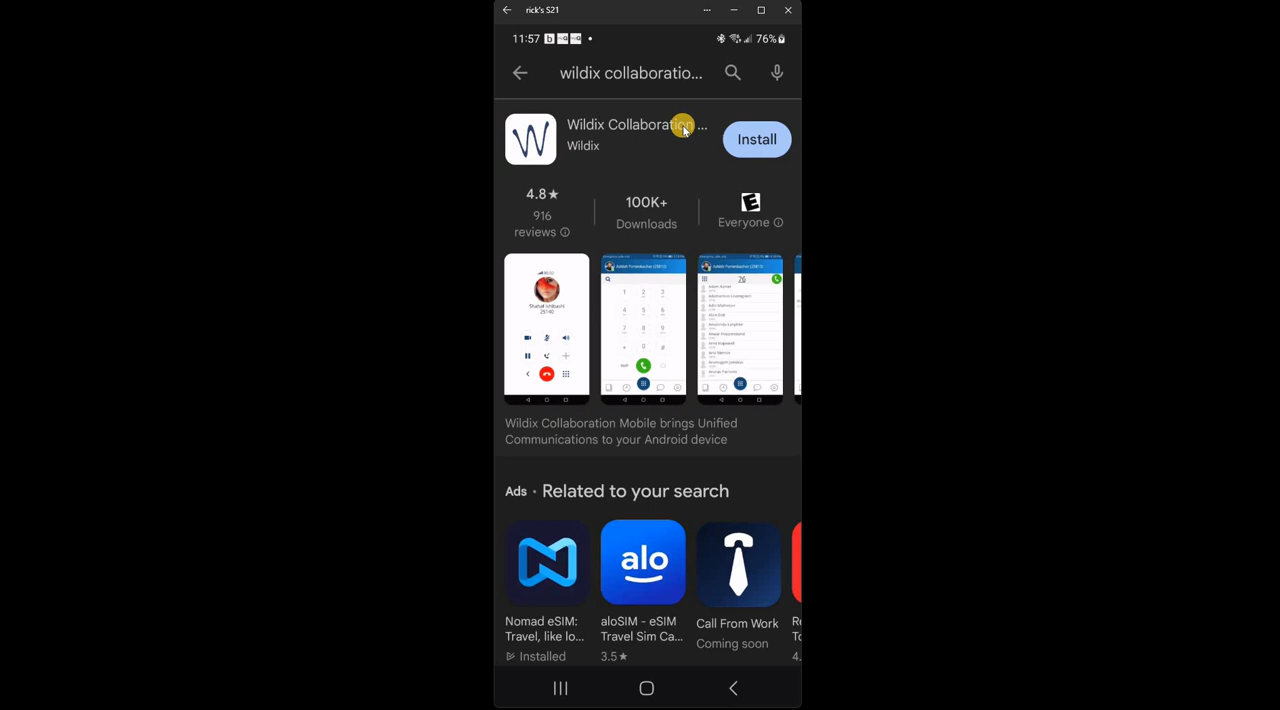 rick's S21
11:57
76%
wildix collaboratio...
Wildix Collaboration ...
Wildix
Install
4.8★
916
reviews
100K+
Downloads
E
Everyone
Wildix Collaboration Mobile brings Unified
Communications to your Android device
Ads • Related to your search
alo
Nomad eSIM:
Travel, like lo...
Installed
aloSIM - eSIM
Travel Sim Ca...
3.5★
Call From Work
Coming soon
4.